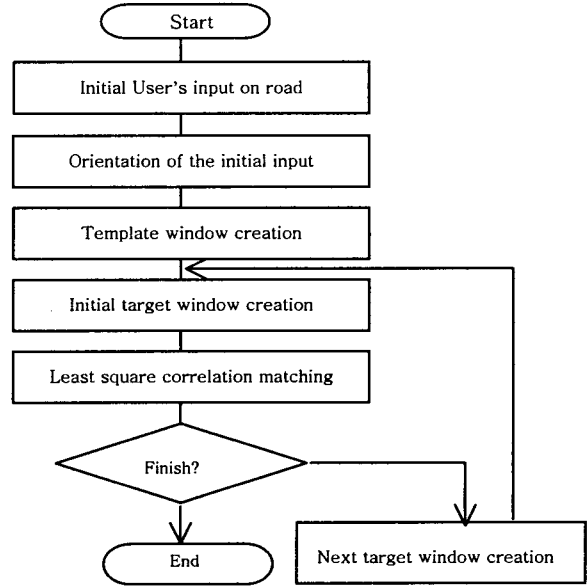 Start
Initial User's input on road
Orientation of the initial input
Template window creation
Initial target window creation
Least square correlation matching
Finish?
End
Next target window creation